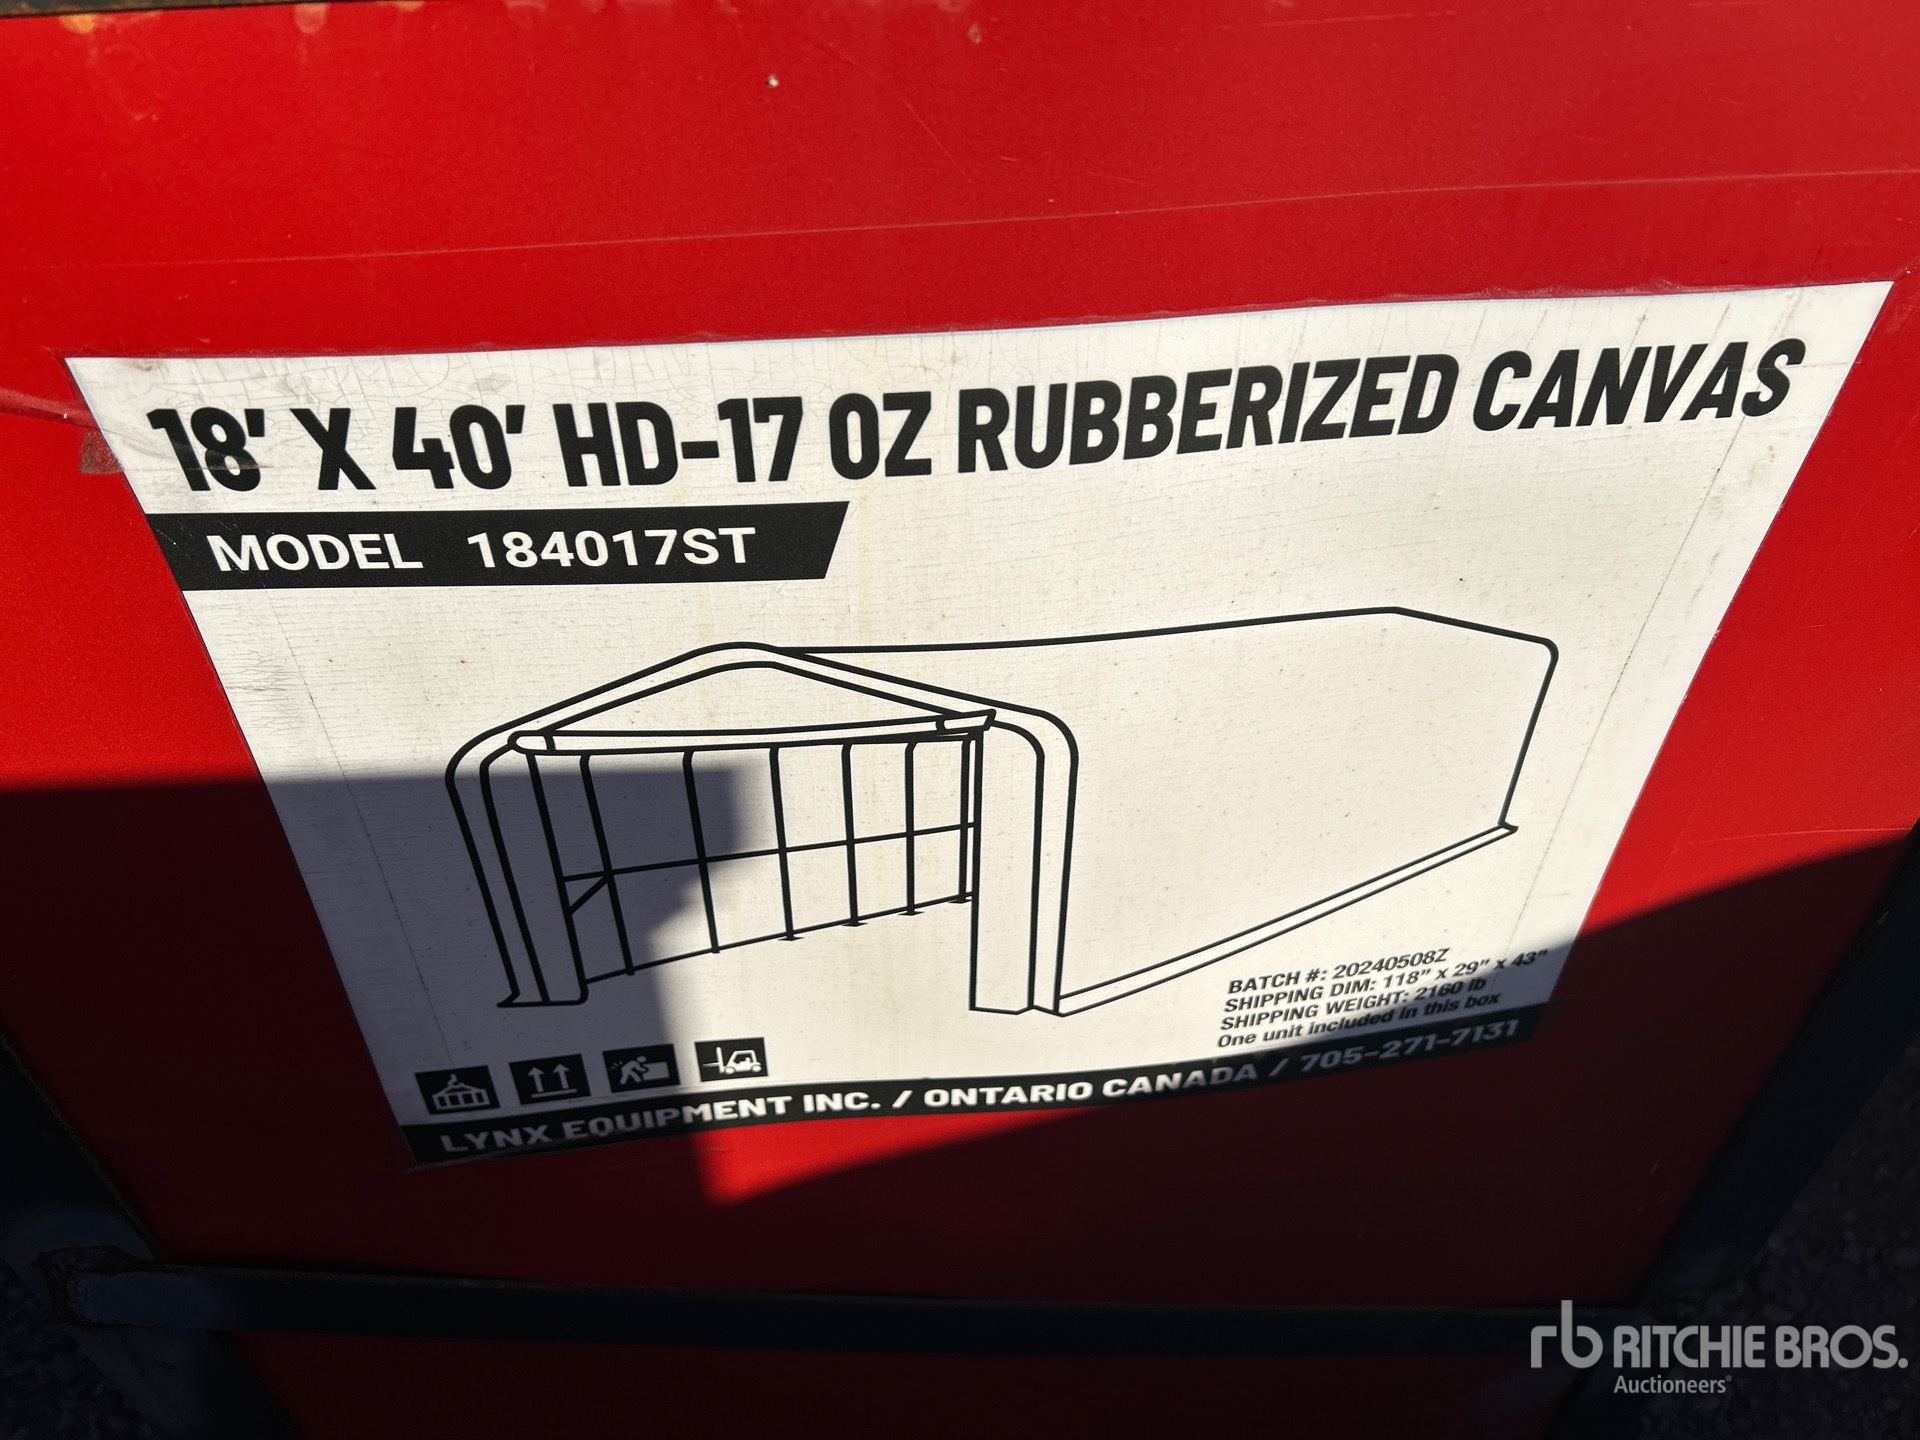 18' X 40' HD-17 OZ RUBBERIZED CANVAS
MODEL 184017ST
BATCH #: 20240508Z
SHIPPING DIM: 118" x 29" x 43"
SHIPPING WEIGHT: 2160 lb
One unit included in this box
LYNX EQUIPMENT INC. / ONTARIO CANADA / 705-271-7131
rb RITCHIE BROS.
Auctioneers®